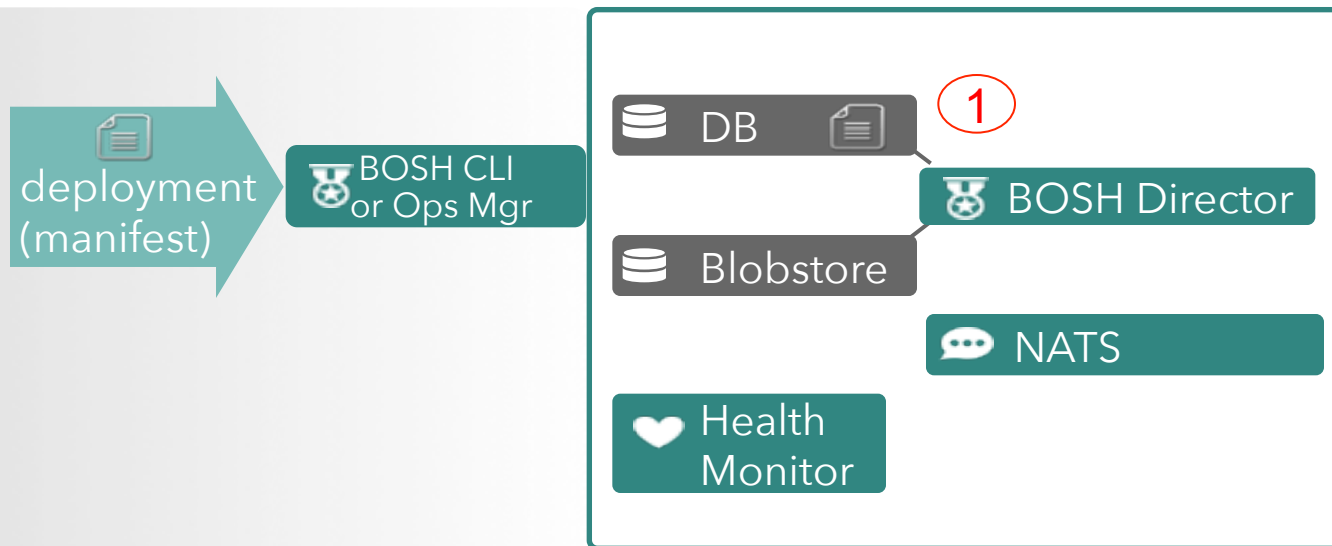 deployment
(manifest)
BOSH CLI
or Ops Mgr
DB
1
BOSH Director
Blobstore
NATS
Health
Monitor